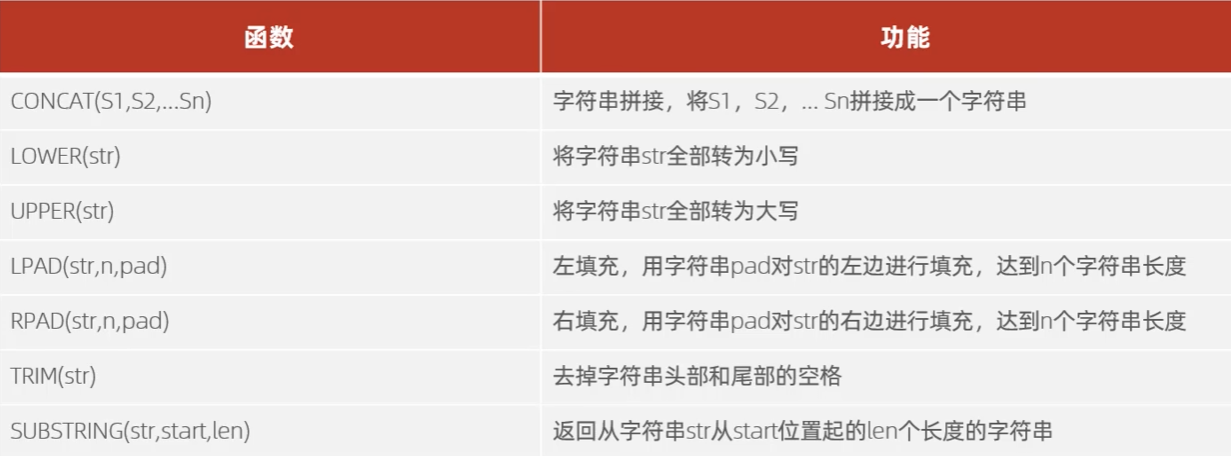 函数 功能
CONCAT(S1,S2,...Sn) 字符串拼接，将S1，S2，... Sn拼接成一个字符串
LOWER(str) 将字符串str全部转为小写
UPPER(str) 将字符串str全部转为大写
LPAD(str,n,pad) 左填充，用字符串pad对str的左边进行填充，达到n个字符串长度
RPAD(str,n,pad) 右填充，用字符串pad对str的右边进行填充，达到n个字符串长度
TRIM(str) 去掉字符串头部和尾部的空格
SUBSTRING(str,start,len) 返回从字符串str从start位置起的len个长度的字符串